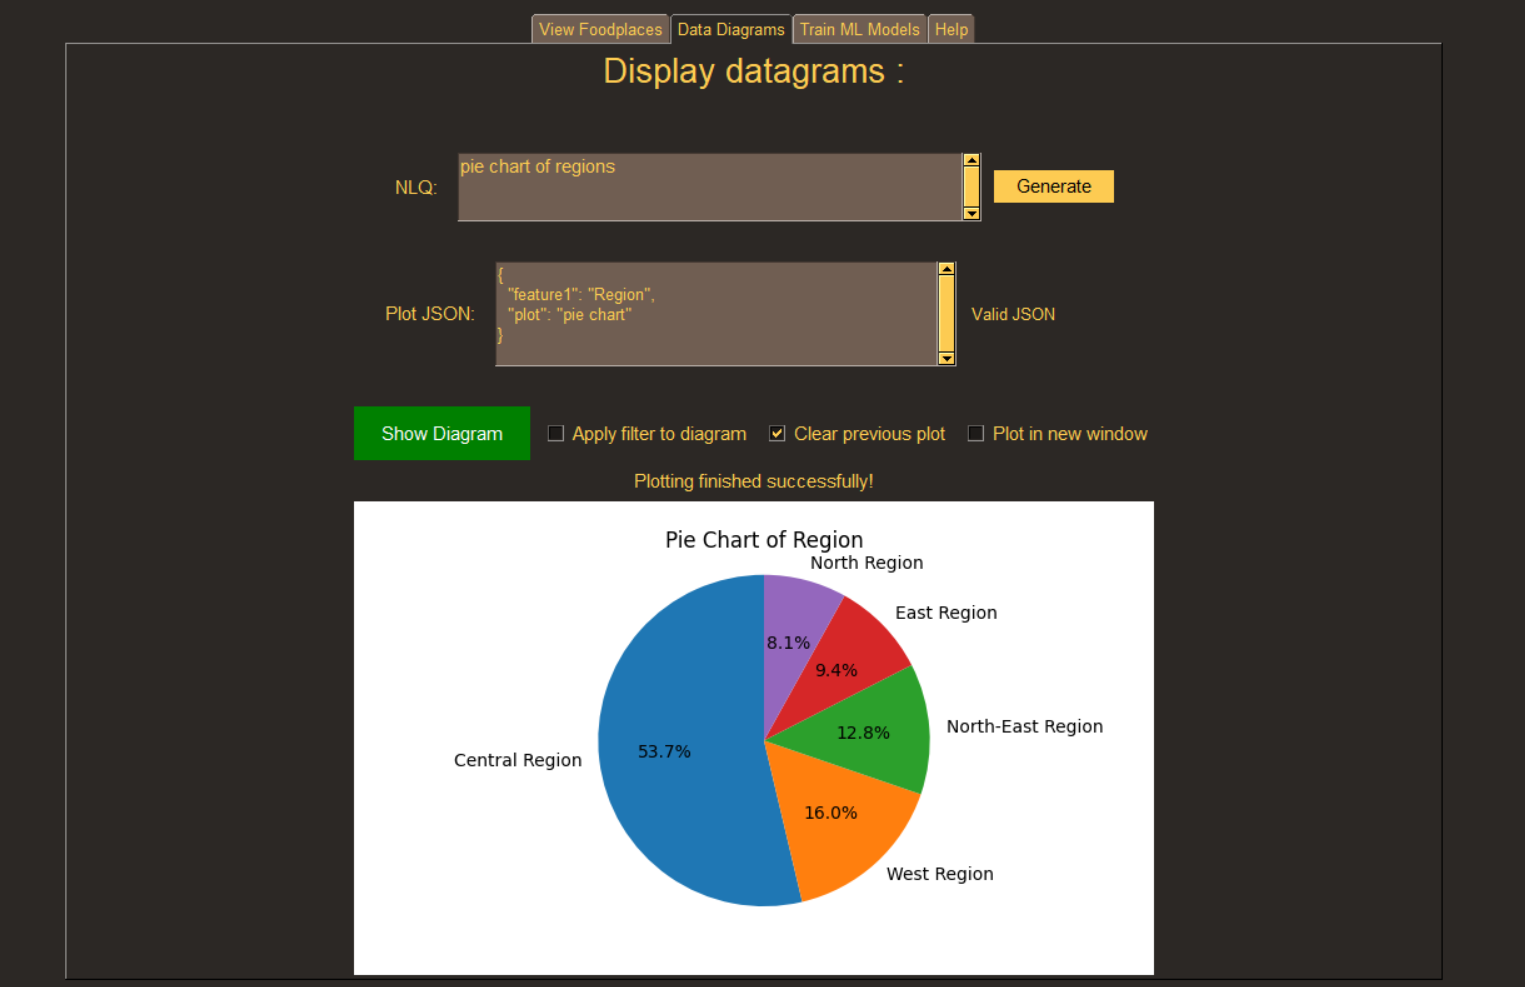 View Foodplaces Data Diagrams Train ML Models Help
Display datagrams :
NLQ: pie chart of regions Generate
Plot JSON:
{
"feature1": "Region",
"plot": "pie chart"
}
Valid JSON
Show Diagram Apply filter to diagram Clear previous plot Plot in new window
Plotting finished successfully!
Pie Chart of Region
North Region
East Region
8.1%
9.4%
North-East Region
12.8%
53.7%
Central Region
16.0%
West Region